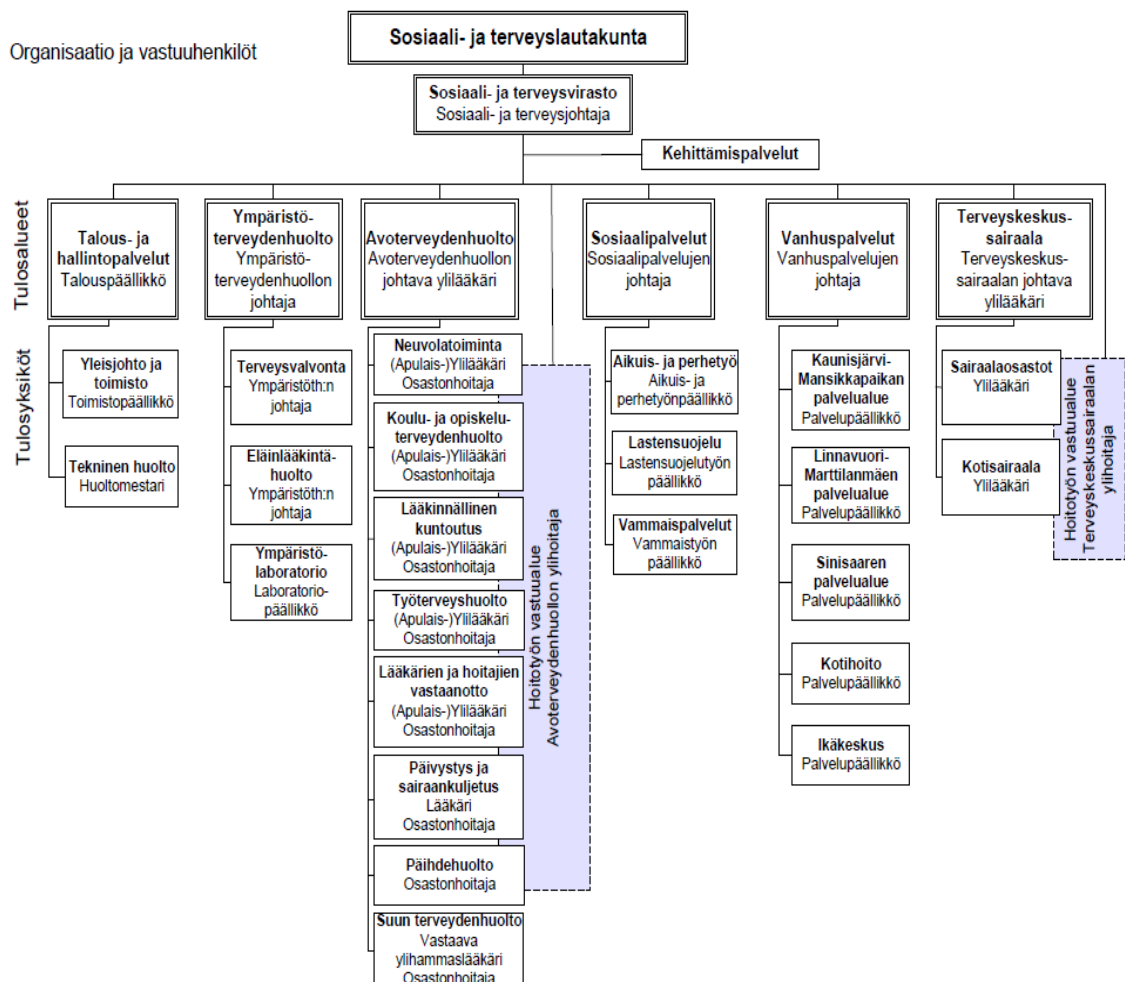 Organisaatio ja vastuuhenkilöt
Sosiaali- ja terveyslautakunta
Sosiaali- ja terveysvirasto
Sosiaali- ja terveysjohtaja
Kehittämispalvelut
Tulosalueet
Talous- ja
hallintopalvelut
Talouspäällikkö
Ympäristö-
terveydenhuolto
Ympäristö-
terveydenhuollon
johtaja
Avoterveydenhuolto
Avoterveydenhuollon
johtava ylilääkäri
Sosiaalipalvelut
Sosiaalipalvelujen
johtaja
Vanhuspalvelut
Vanhuspalvelujen
johtaja
Terveyskeskus-
sairaala
Terveyskeskus-
sairaalan johtava
ylilääkäri
Tulosyksiköt
Yleisjohto ja
toimisto
Toimistopäällikkö
Tekninen huolto
Huoltomestari
Terveysvalvonta
Ympäristöth:n
johtaja
Eläinlääkintä-
huolto
Ympäristöth:n
johtaja
Ympäristö-
laboratorio
Laboratorio-
päällikkö
Neuvolatoiminta
(Apulais-)Ylilääkäri
Osastonhoitaja
Koulu- ja opiskelu-
terveydenhuolto
(Apulais-)Ylilääkäri
Osastonhoitaja
Lääkinnällinen
kuntoutus
(Apulais-)Ylilääkäri
Osastonhoitaja
Työterveyshuolto
(Apulais-)Ylilääkäri
Osastonhoitaja
Lääkärien ja hoitajien
vastaanotto
(Apulais-)Ylilääkäri
Osastonhoitaja
Päivystys ja
sairaankuljetus
Lääkäri
Osastonhoitaja
Päihdehuolto
Osastonhoitaja
Suun terveydenhuolto
Vastaava
ylihammaslääkäri
Osastonhoitaja
Hoitotyön vastuualue
Avoterveydenhuollon ylihoitaja
Aikuis- ja perhetyö
Aikuis- ja
perhetyönpäällikkö
Lastensuojelu
Lastensuojelutyön
päällikkö
Vammaispalvelut
Vammaistyön
päällikkö
Kaunisjärvi-
Mansikkapaikan
palvelualue
Palvelupäällikkö
Linnavuori-
Marttilanmäen
palvelualue
Palvelupäällikkö
Sinisaaren
palvelualue
Palvelupäällikkö
Kotihoito
Palvelupäällikkö
Ikäkeskus
Palvelupäällikkö
Sairaalaosastot
Ylilääkäri
Kotisairaala
Ylilääkäri
Hoitotyön vastuualue
Terveyskeskussairaalan
ylihoitaja